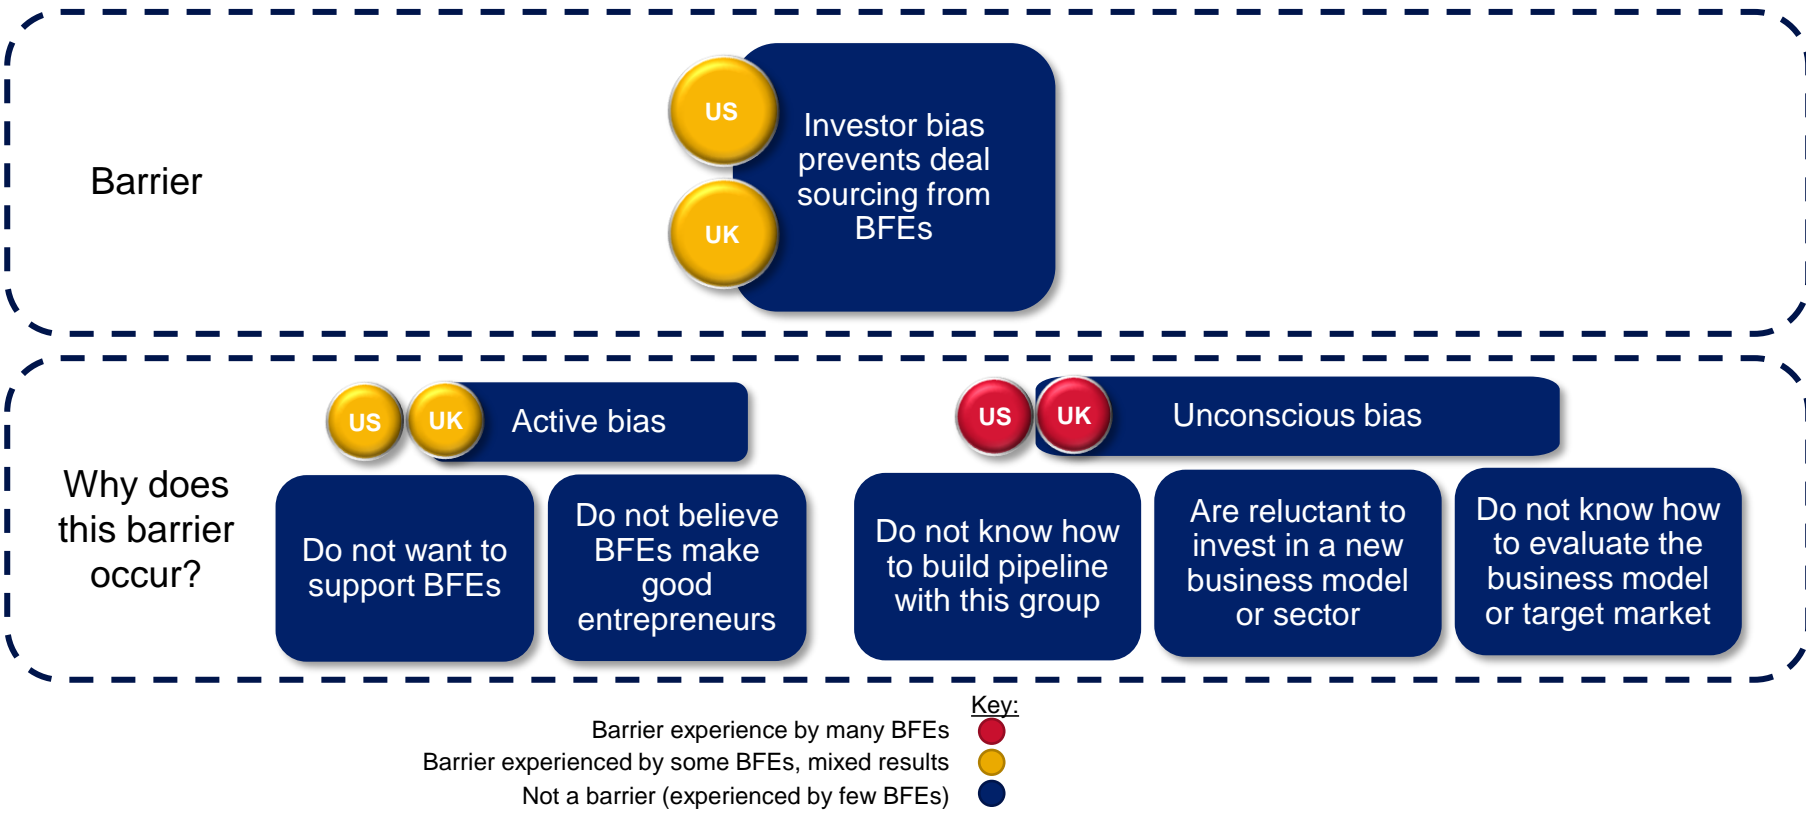 Barrier
US
UK
Investor bias
prevents deal
sourcing from
BFEs
Why does
this barrier
occur?
US
UK
Active bias
Do not want to
support BFEs
Do not believe
BFEs make
good
entrepreneurs
US
UK
Unconscious bias
Do not know how
to build pipeline
with this group
Are reluctant to
invest in a new
business model
or sector
Do not know how
to evaluate the
business model
or target market
Key:
Barrier experience by many BFEs
Barrier experienced by some BFEs, mixed results
Not a barrier (experienced by few BFEs)